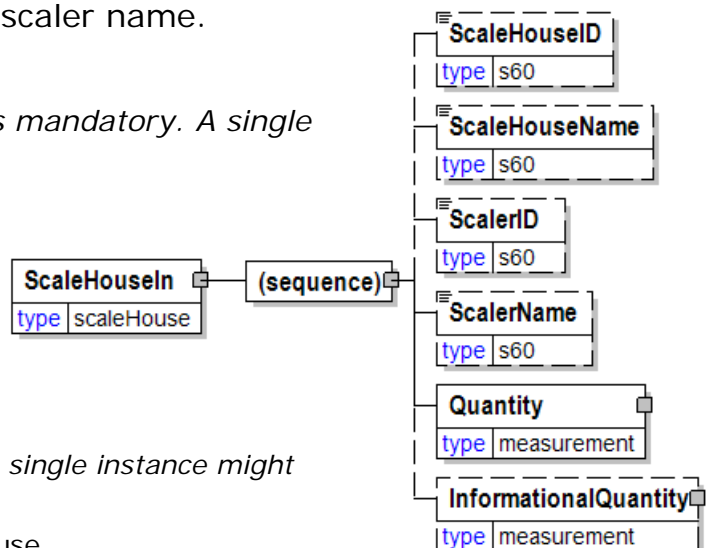 scaler name.
s mandatory. A single
single instance might
use
ScaleHouseIn
type scaleHouse
(sequence)
ScaleHouseID
type s60
ScaleHouseName
type s60
ScalerID
type s60
ScalerName
type s60
Quantity
type measurement
InformationalQuantity
type measurement